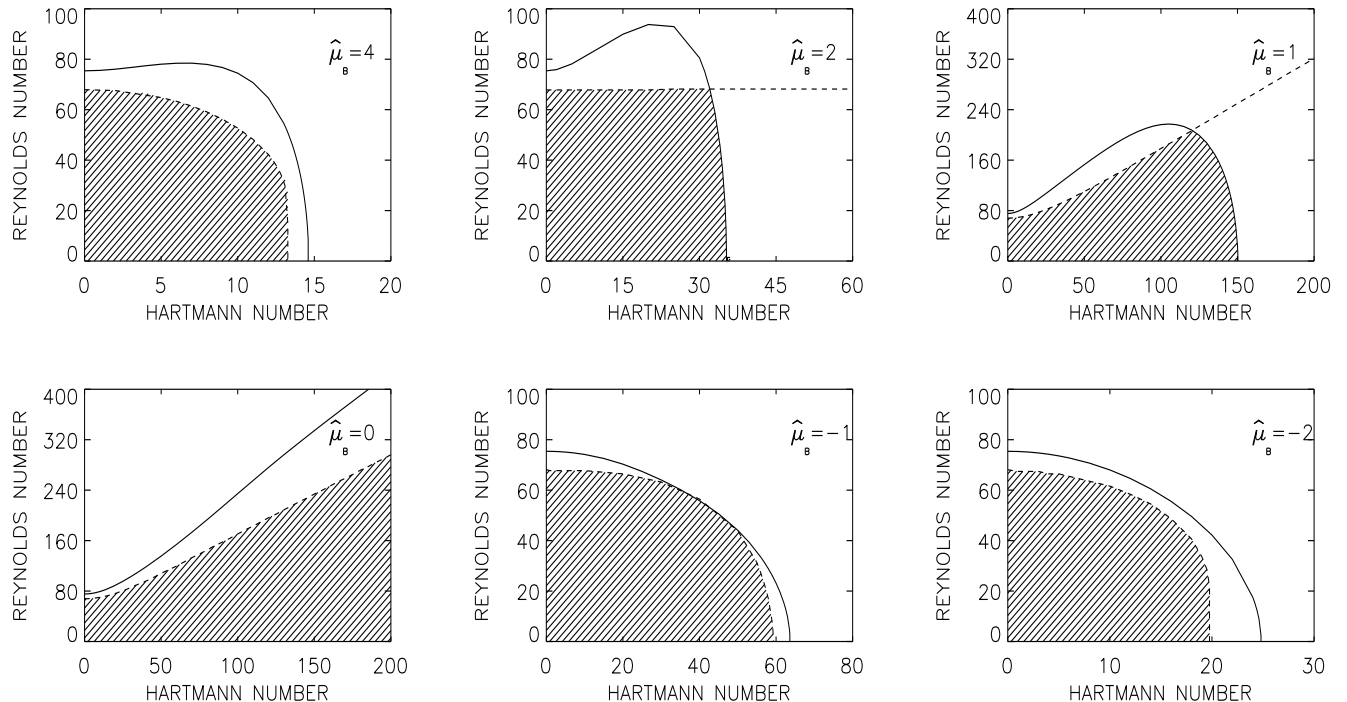 REYNOLDS NUMBER
100
80
60
40
20
0
μ̂_B=4
0 5 10 15 20
HARTMANN NUMBER
REYNOLDS NUMBER
100
80
60
40
20
0
μ̂_B=2
0 15 30 45 60
HARTMANN NUMBER
REYNOLDS NUMBER
400
320
240
160
80
0
μ̂_B=1
0 50 100 150 200
HARTMANN NUMBER
REYNOLDS NUMBER
400
320
240
160
80
0
μ̂_B=0
0 50 100 150 200
HARTMANN NUMBER
REYNOLDS NUMBER
100
80
60
40
20
0
μ̂_B=−1
0 20 40 60 80
HARTMANN NUMBER
REYNOLDS NUMBER
100
80
60
40
20
0
μ̂_B=−2
0 10 20 30
HARTMANN NUMBER